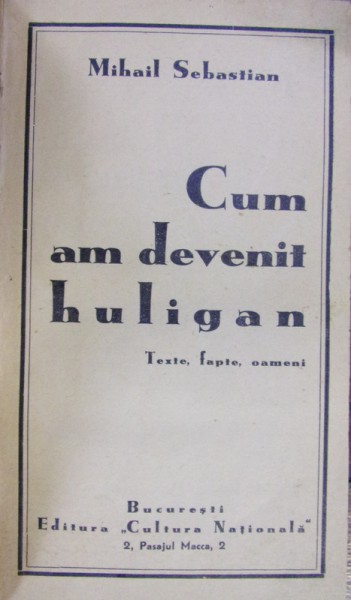 Mihail Sebastian
Cum
am devenit
huligan
Texte, fapte, oameni
București
Editura „Cultura Națională"
2, Pasajul Macca, 2